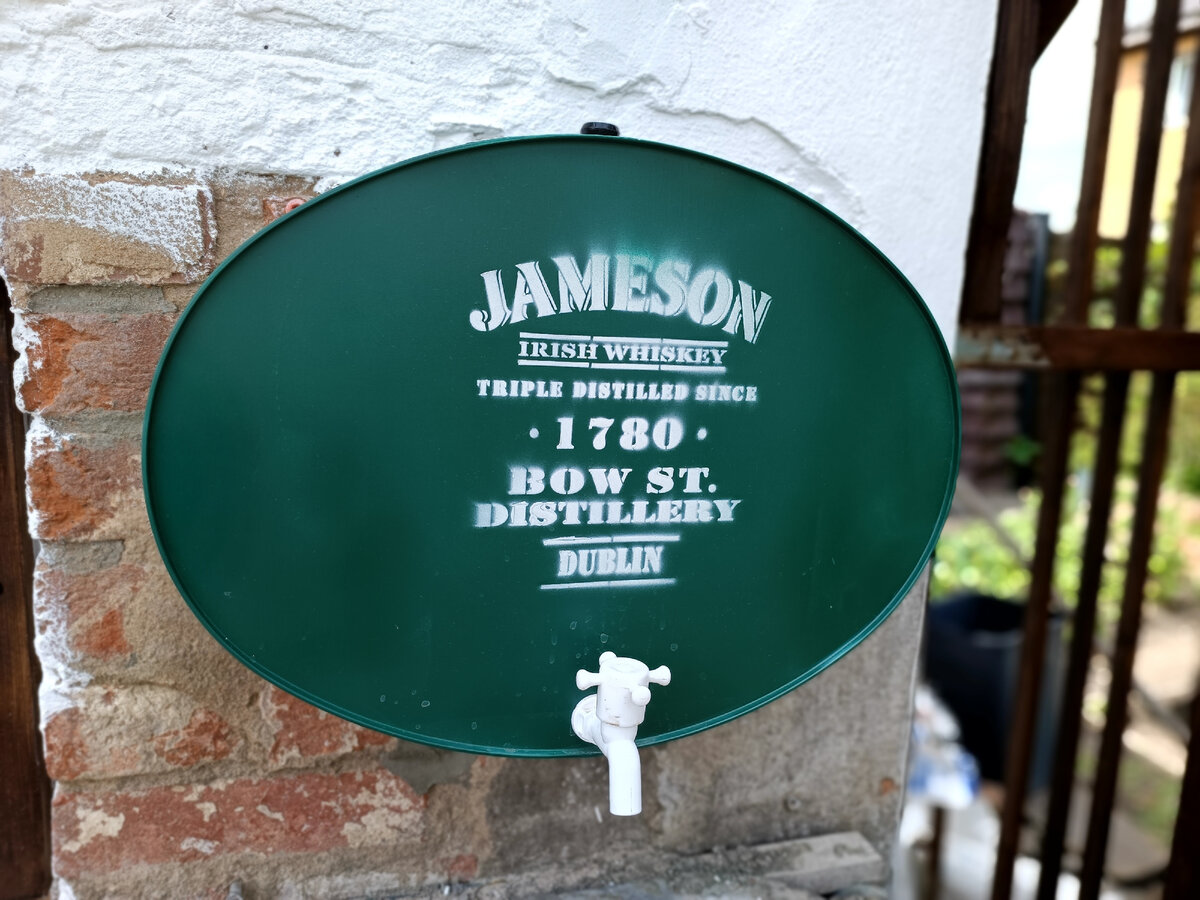 JAMESON
IRISH WHISKEY
TRIPLE DISTILLED SINCE
· 1780 ·
BOW ST.
DISTILLERY
DUBLIN